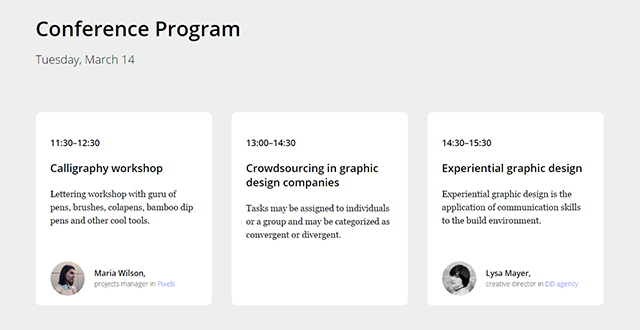 Conference Program
Tuesday, March 14
11:30–12:30
Calligraphy workshop
Lettering workshop with guru of
pens, brushes, colapens, bamboo dip
pens and other cool tools.
Maria Wilson,
projects manager in Pixels
13:00–14:30
Crowdsourcing in graphic
design companies
Tasks may be assigned to individuals
or a group and may be categorized as
convergent or divergent.
14:30–15:30
Experiential graphic design
Experiential graphic design is the
application of communication skills
to the build environment.
Lysa Mayer,
creative director in DD agency